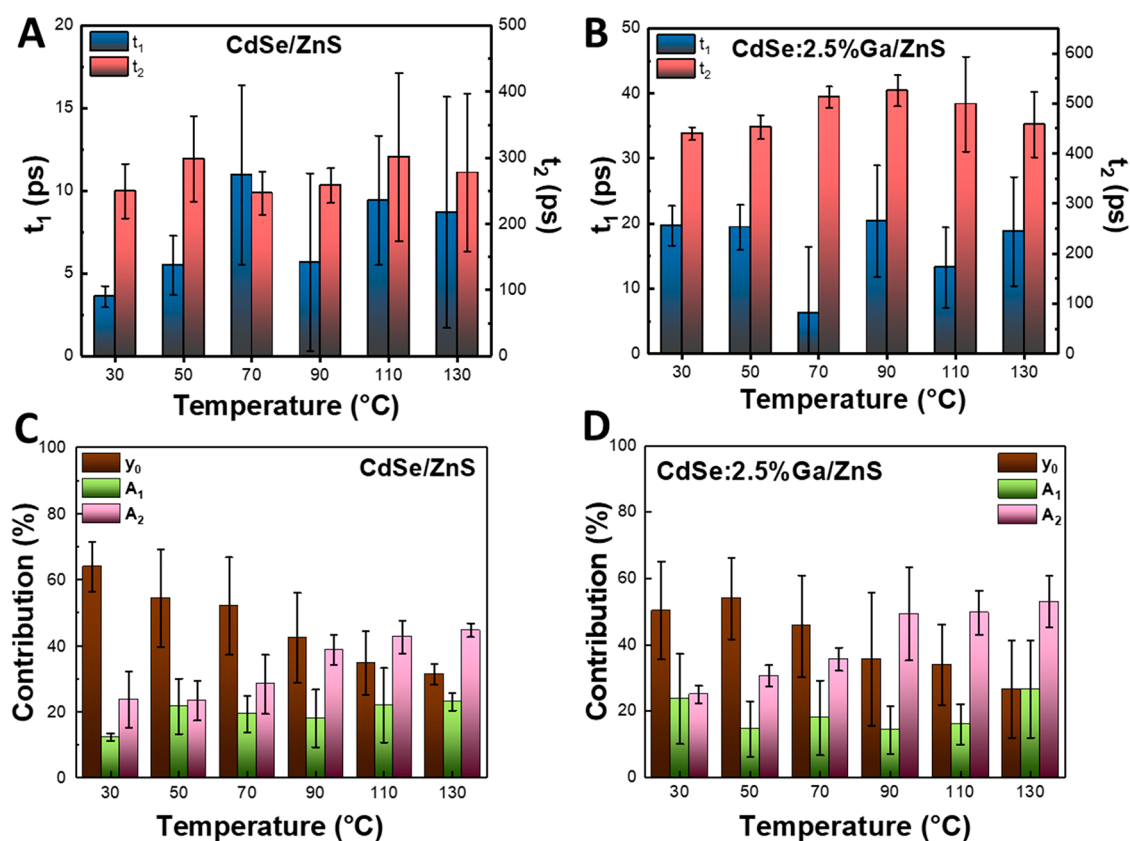 A
CdSe/ZnS
t1
t2
20
15
10
5
0
500
400
300
200
100
0
t1 (ps)
t2 (ps)
30 50 70 90 110 130
Temperature (°C)
B
CdSe:2.5%Ga/ZnS
t1
t2
50
40
30
20
10
0
600
500
400
300
200
100
0
t1 (ps)
t2 (ps)
30 50 70 90 110 130
Temperature (°C)
C
CdSe/ZnS
y0
A1
A2
100
80
60
40
20
0
Contribution (%)
30 50 70 90 110 130
Temperature (°C)
D
CdSe:2.5%Ga/ZnS
y0
A1
A2
100
80
60
40
20
0
Contribution (%)
30 50 70 90 110 130
Temperature (°C)